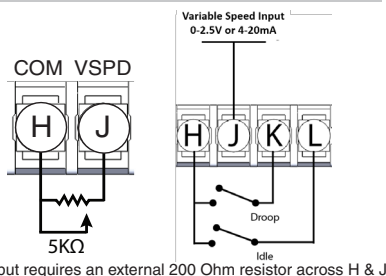 Variable Speed Input
0-2.5V or 4-20mA
COM VSPD
H J
H J K L
Droop
Idle
5KΩ
out requires an external 200 Ohm resistor across H & J